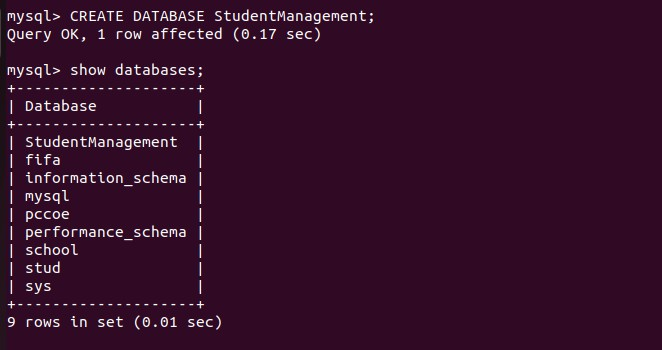 mysql> CREATE DATABASE StudentManagement;
Query OK, 1 row affected (0.17 sec)

mysql> show databases;
+--------------------+
| Database           |
+--------------------+
| StudentManagement  |
| fifa               |
| information_schema |
| mysql              |
| pccoe              |
| performance_schema |
| school             |
| stud               |
| sys                |
+--------------------+
9 rows in set (0.01 sec)